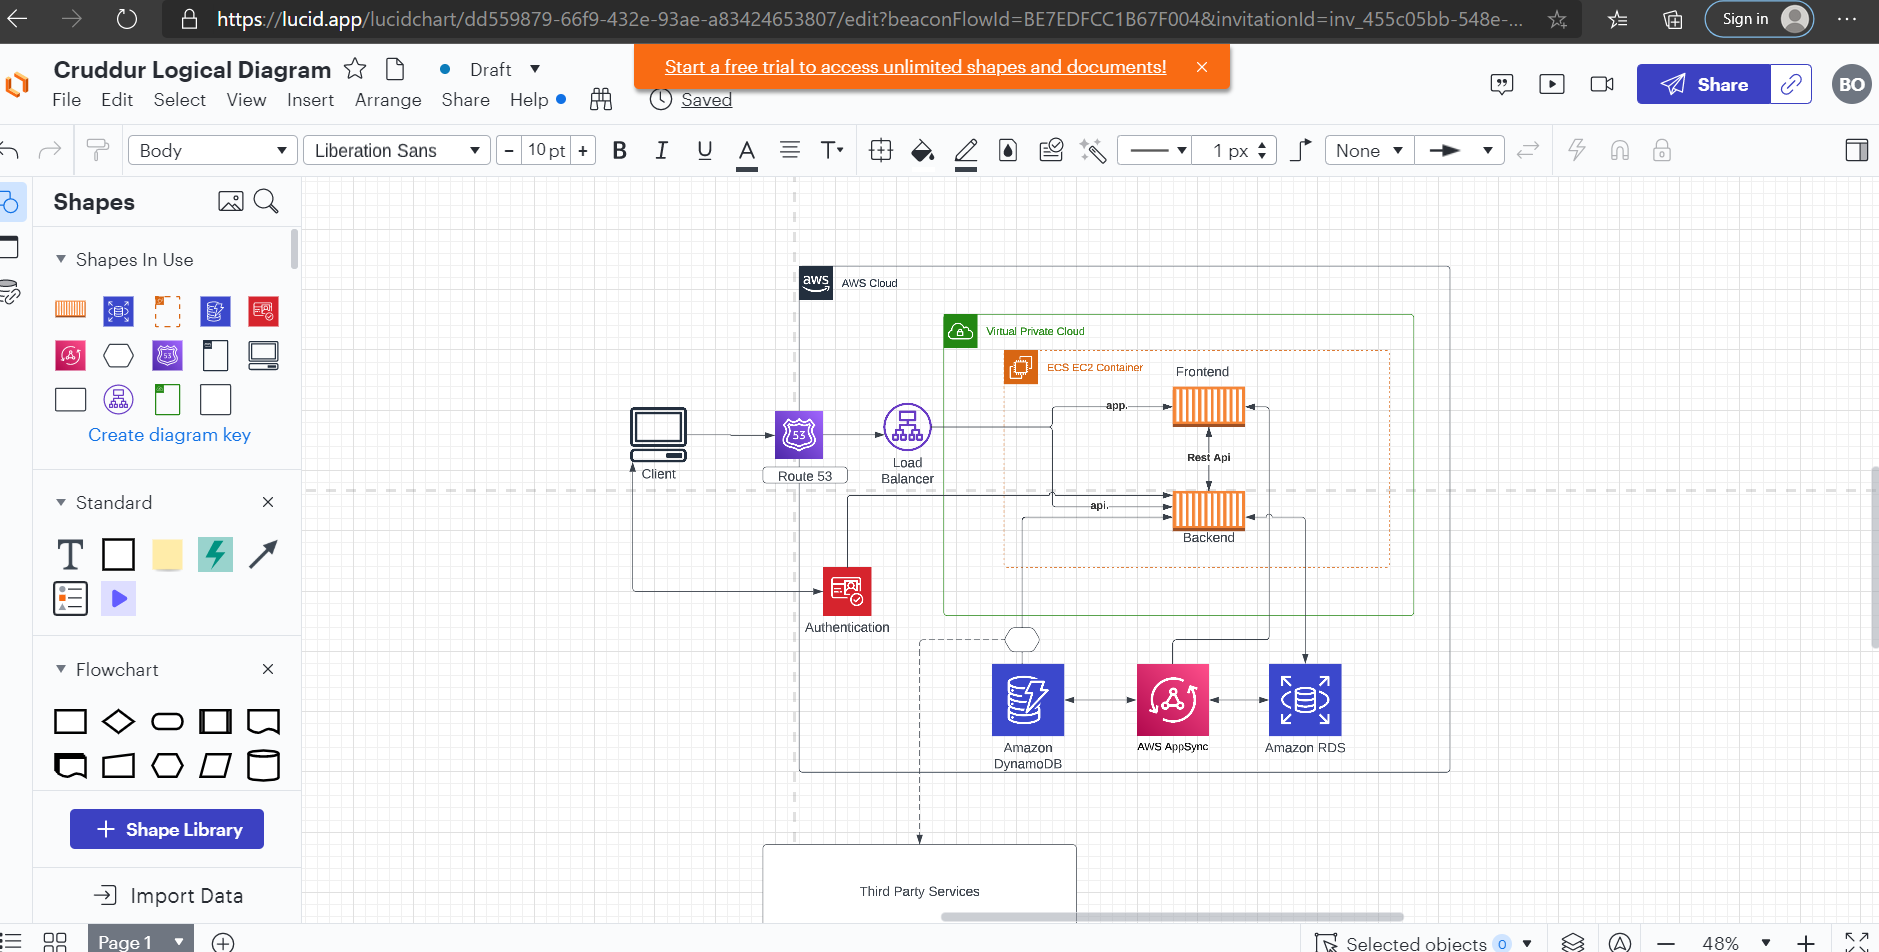 https://lucid.app/lucidchart/dd559879-66f9-432e-93ae-a83424653807/edit?beaconFlowId=BE7EDFCC1B67F004&invitationId=inv_455c05bb-548e-...
Sign in
Start a free trial to access unlimited shapes and documents!
Cruddur Logical Diagram
Draft
File Edit Select View Insert Arrange Share Help
Saved
Share
BO
Body
Liberation Sans
- 10 pt +
B I U A T
1 px
None
Shapes
Shapes In Use
53
Create diagram key
Standard
T
Flowchart
Shape Library
Import Data
aws
AWS Cloud
Virtual Private Cloud
ECS EC2 Container
Frontend
app.
53
Rest Api
Client
Route 53
Load
Balancer
api.
Backend
Authentication
Amazon
DynamoDB
AWS AppSync
Amazon RDS
Third Party Services
Page 1
Selected objects 0
48%